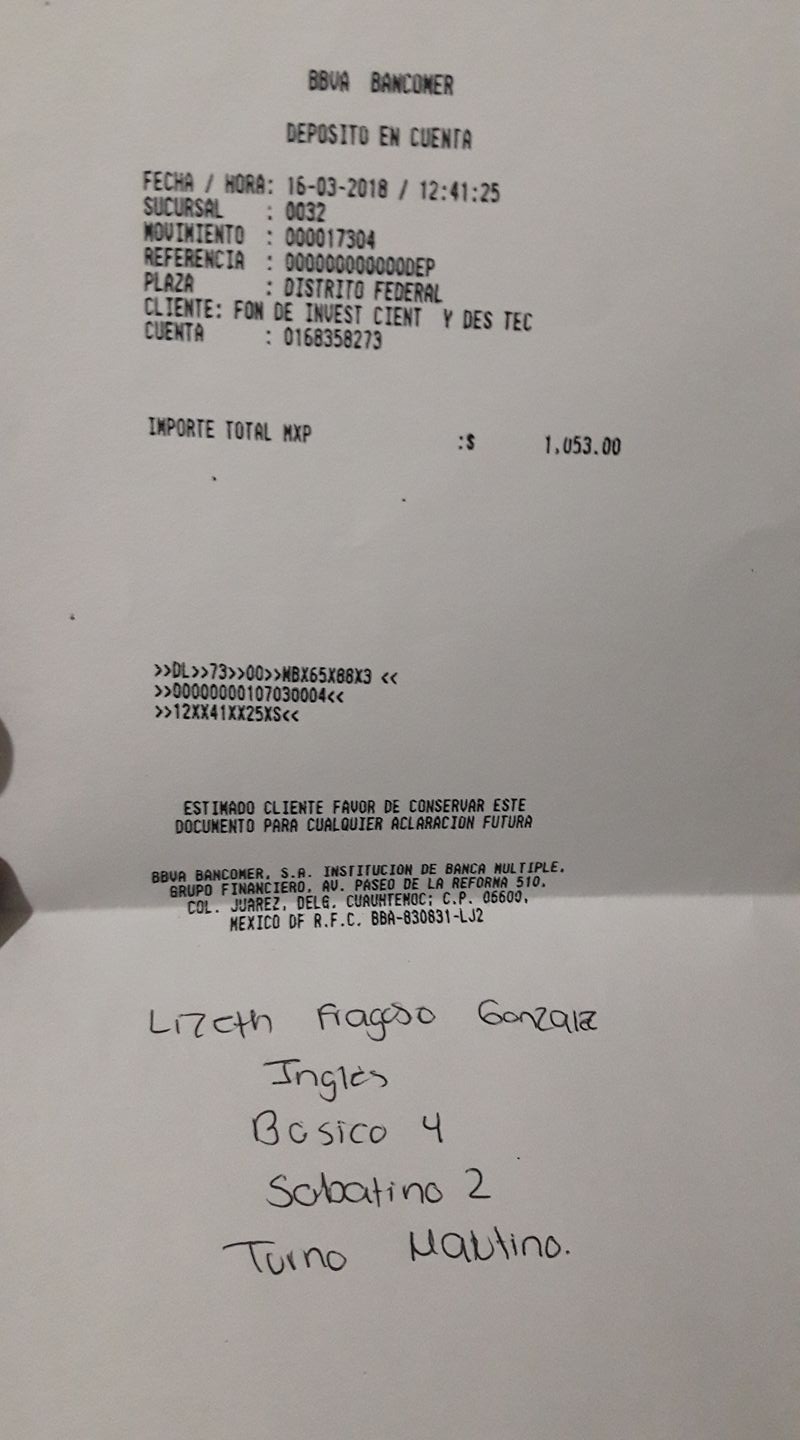 BBVA BANCOMER
DEPOSITO EN CUENTA
FECHA / HORA: 16-03-2018 / 12:41:25
SUCURSAL : 0032
MOVIMIENTO : 000017304
REFERENCIA : 000000000000DEP
PLAZA : DISTRITO FEDERAL
CLIENTE: FON DE INVEST CIENT Y DES TEC
CUENTA : 0168358273
IMPORTE TOTAL MXP :$ 1,053.00
>>DL>>73>>00>>MBX65X88X3 <<
>>00000000107030004<<
>>12XX41XX25XS<<
ESTIMADO CLIENTE FAVOR DE CONSERVAR ESTE
DOCUMENTO PARA CUALQUIER ACLARACION FUTURA
BBVA BANCOMER, S.A. INSTITUCION DE BANCA MULTIPLE,
GRUPO FINANCIERO, AV. PASEO DE LA REFORMA 510,
COL. JUAREZ, DELG. CUAUHTEMOC; C.P. 06600,
MEXICO DF R.F.C. BBA-830831-LJ2
Lizeth Fragoso Gonzalz
Inglés
Basico 4
Sabatino 2
Turno Matutino.